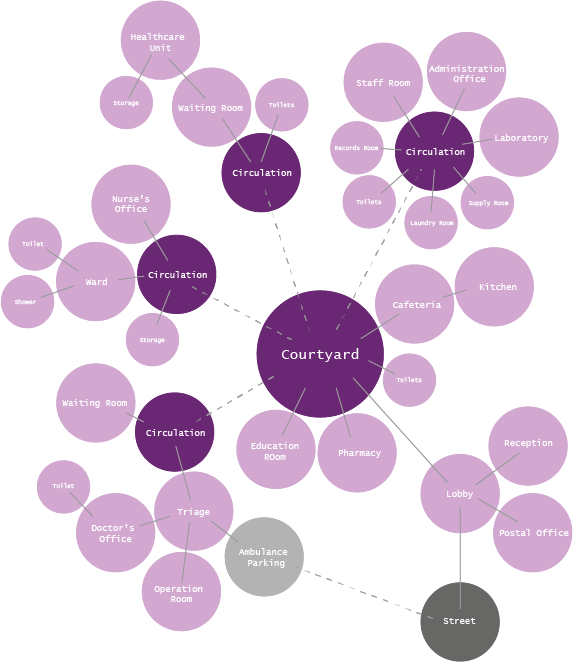 Healthcare
Unit
Storage
Waiting Room
Toilets
Circulation
Staff Room
Administration
Office
Records Room
Circulation
Laboratory
Toilets
Laundry Room
Supply Room
Nurse's
Office
Toilet
Ward
Circulation
Shower
Storage
Courtyard
Cafeteria
Kitchen
Toilets
Waiting Room
Circulation
Education
ROom
Pharmacy
Reception
Lobby
Postal Office
Toilet
Doctor's
Office
Triage
Ambulance
Parking
Operation
Room
Street